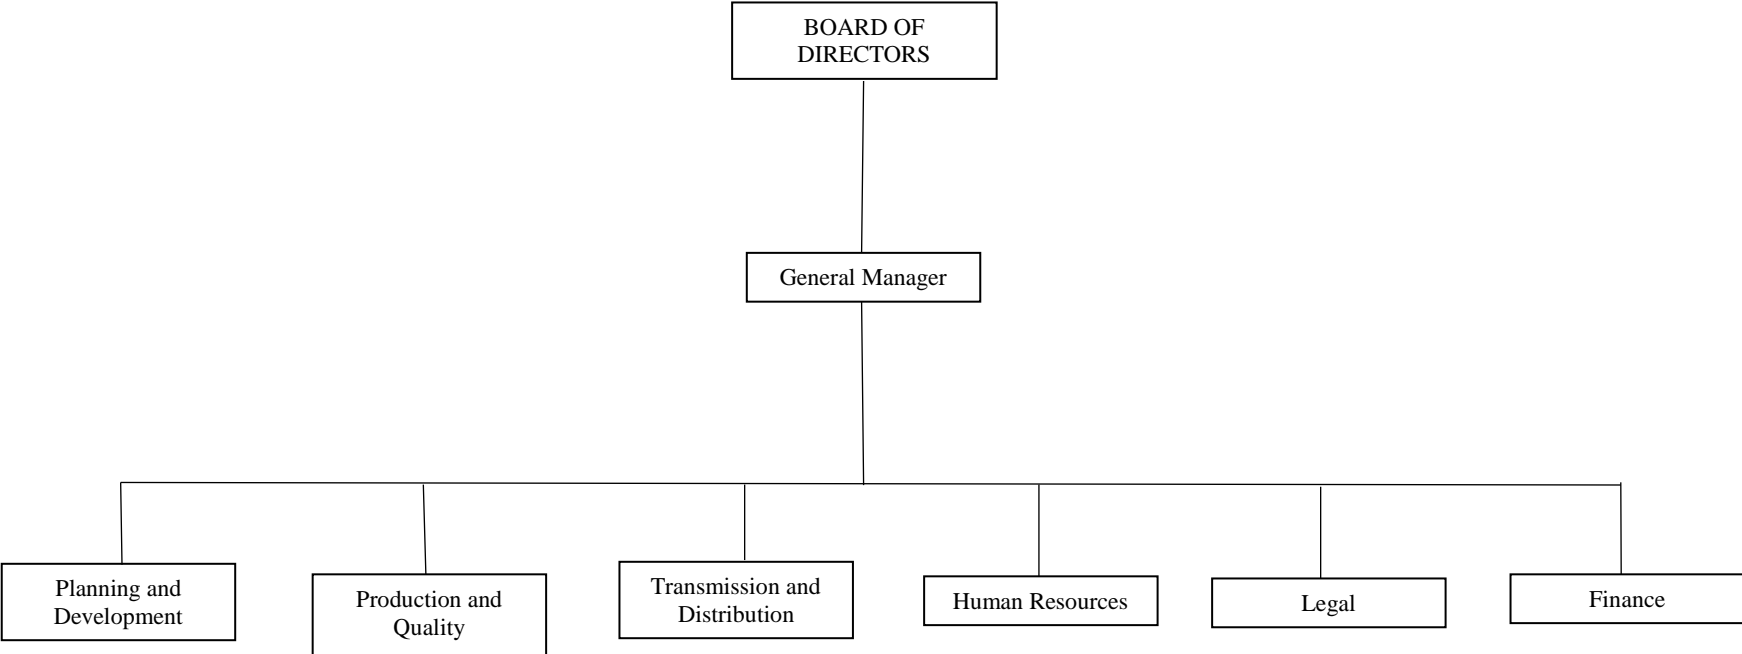 BOARD OF
DIRECTORS
General Manager
Planning and
Development
Production and
Quality
Transmission and
Distribution
Human Resources
Legal
Finance